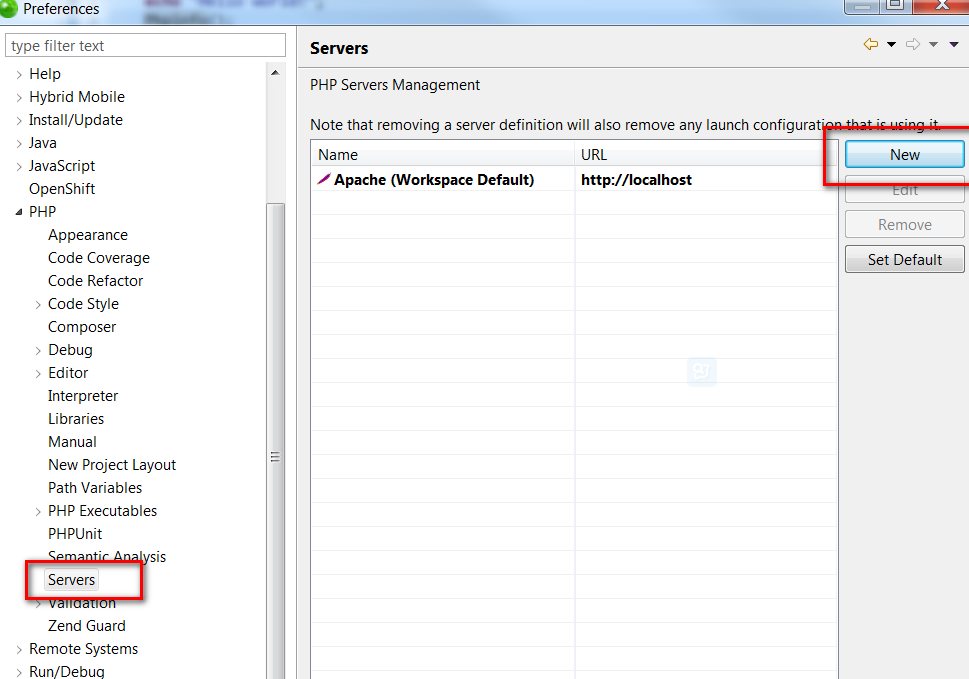 Preferences
type filter text
Help
Hybrid Mobile
Install/Update
Java
JavaScript
OpenShift
PHP
Appearance
Code Coverage
Code Refactor
Code Style
Composer
Debug
Editor
Interpreter
Libraries
Manual
New Project Layout
Path Variables
PHP Executables
PHPUnit
Semantic Analysis
Servers
Validation
Zend Guard
Remote Systems
Run/Debug
Servers
PHP Servers Management
Note that removing a server definition will also remove any launch configuration that is using it.
Name URL
Apache (Workspace Default) http://localhost
New
Edit
Remove
Set Default